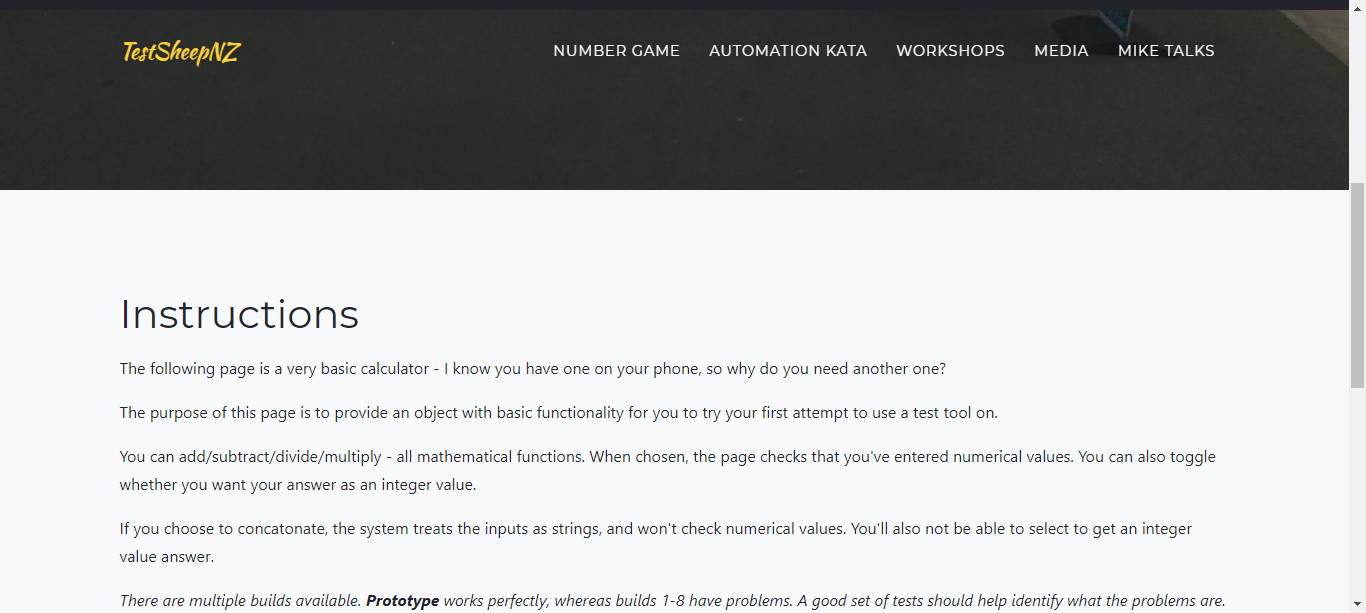 TestSheepNZ
NUMBER GAME AUTOMATION KATA WORKSHOPS MEDIA MIKE TALKS
Instructions
The following page is a very basic calculator - I know you have one on your phone, so why do you need another one?
The purpose of this page is to provide an object with basic functionality for you to try your first attempt to use a test tool on.
You can add/subtract/divide/multiply - all mathematical functions. When chosen, the page checks that you've entered numerical values. You can also toggle
whether you want your answer as an integer value.
If you choose to concatonate, the system treats the inputs as strings, and won't check numerical values. You'll also not be able to select to get an integer
value answer.
There are multiple builds available. Prototype works perfectly, whereas builds 1-8 have problems. A good set of tests should help identify what the problems are.